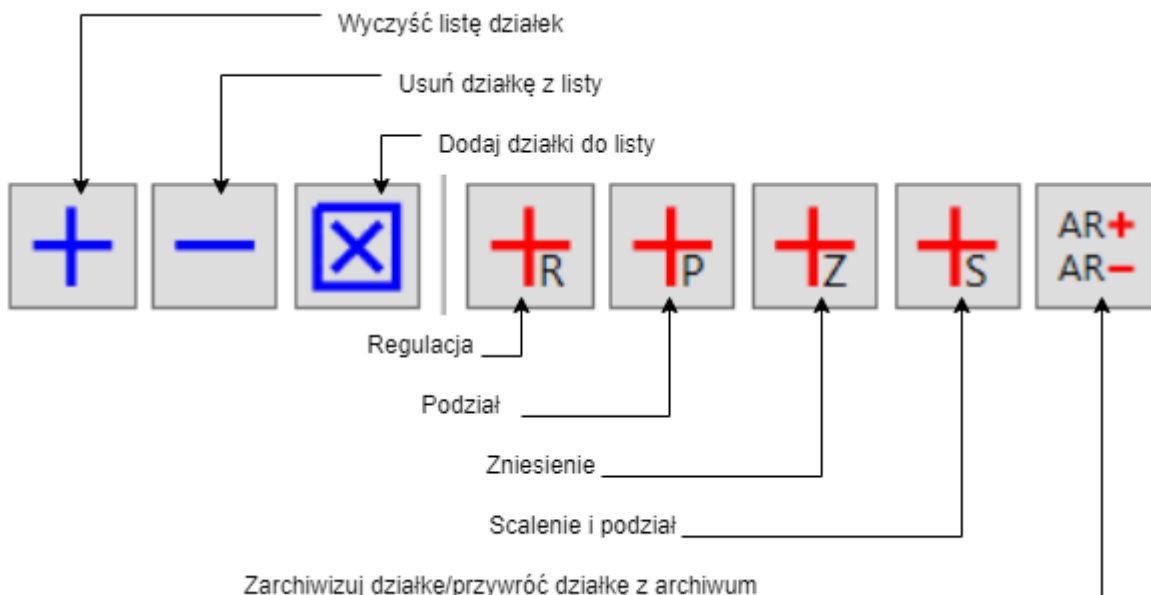 Wyczyść listę działek
Usuń działkę z listy
Dodaj działki do listy
R
P
Z
S
AR+
AR−
Regulacja
Podział
Zniesienie
Scalenie i podział
Zarchiwizuj działkę/przywróć działkę z archiwum